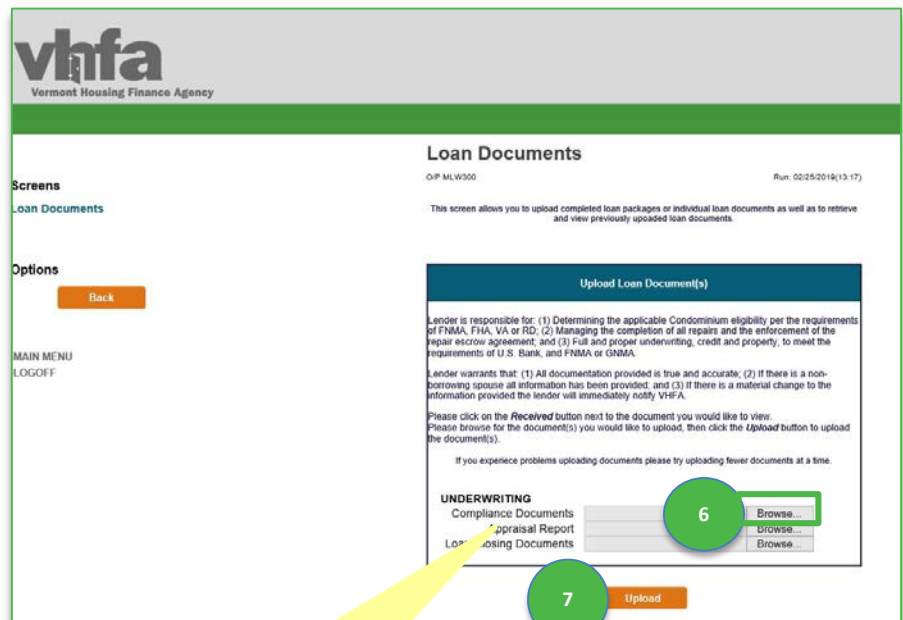 vhfa
Vermont Housing Finance Agency
Loan Documents
O/P MLW300
Run: 02/25/2019(13:17)
Screens
Loan Documents
This screen allows you to upload completed loan packages or individual loan documents as well as to retrieve
and view previously upoaded loan documents.
Options
Back
MAIN MENU
LOGOFF
Upload Loan Document(s)
Lender is responsible for: (1) Determining the applicable Condominium eligibility per the requirements
of FNMA, FHA, VA or RD; (2) Managing the completion of all repairs and the enforcement of the
repair escrow agreement; and (3) Full and proper underwriting, credit and property, to meet the
requirements of U.S. Bank, and FNMA or GNMA.
Lender warrants that: (1) All documentation provided is true and accurate; (2) If there is a non-
borrowing spouse all information has been provided; and (3) If there is a material change to the
information provided the lender will immediately notify VHFA.
Please click on the Received button next to the document you would like to view.
Please browse for the document(s) you would like to upload, then click the Upload button to upload
the document(s).
If you experiece problems uploading documents please try uploading fewer documents at a time.
UNDERWRITING
Compliance Documents 6 Browse...
Appraisal Report Browse...
Loan Closing Documents Browse...
7 Upload